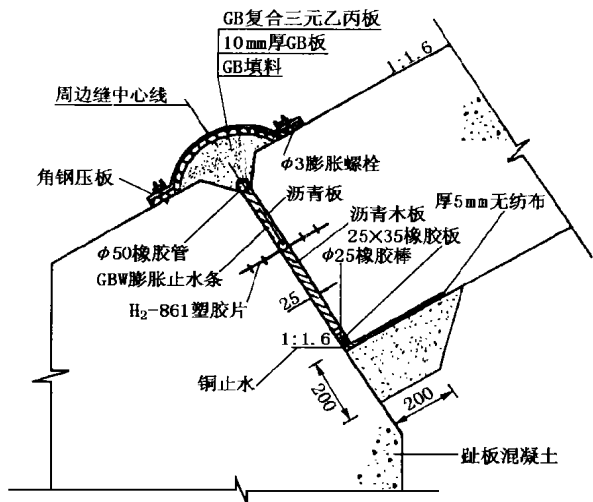 GB复合三元乙丙板
10mm厚GB板
GB填料
1:1.6
周边缝中心线
φ3膨胀螺栓
角钢压板
沥青板
厚5mm无纺布
沥青木板
φ50橡胶管
25×35橡胶板
GBW膨胀止水条
φ25橡胶棒
H₂-861塑胶片
25
1:1.6
铜止水
200
200
趾板混凝土